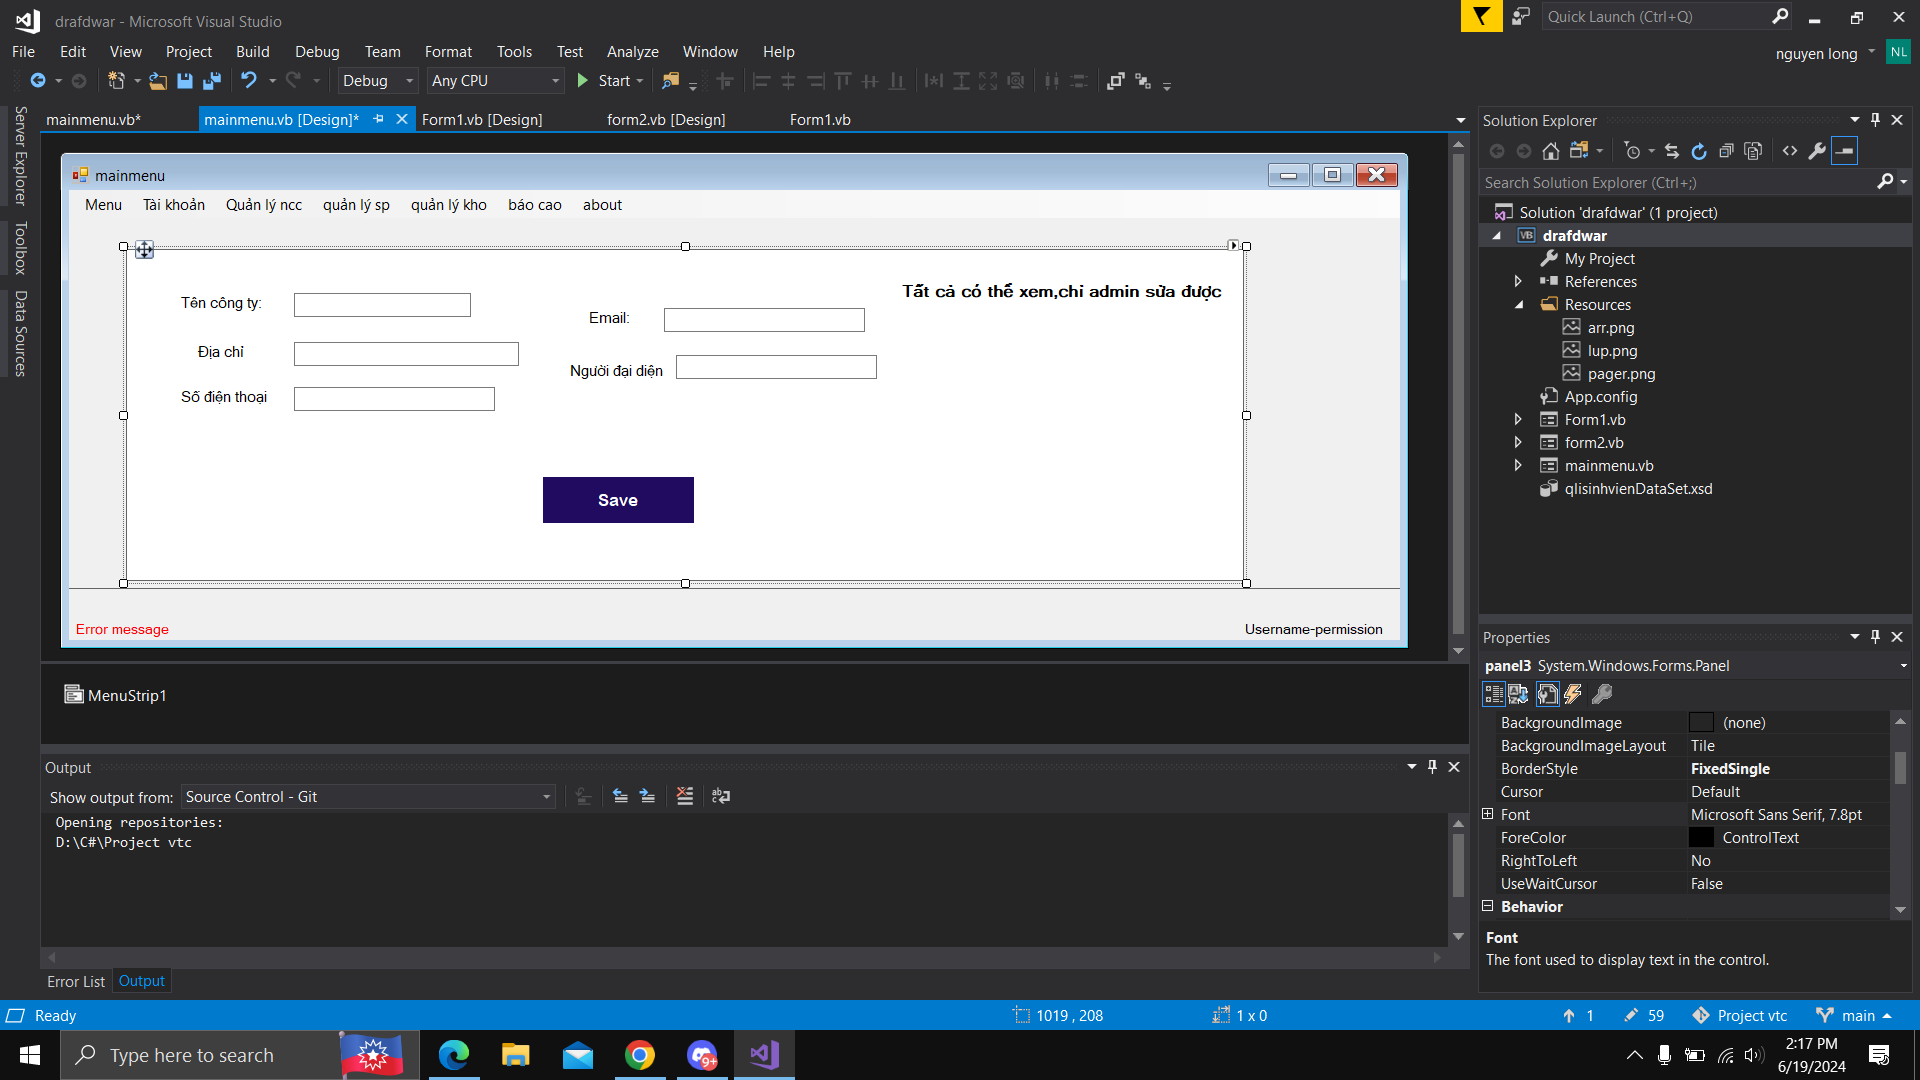 drafdwar - Microsoft Visual Studio
Quick Launch (Ctrl+Q)
File Edit View Project Build Debug Team Format Tools Test Analyze Window Help
nguyen long NL
Debug Any CPU Start
Server Explorer
Toolbox
Data Sources
mainmenu.vb* mainmenu.vb [Design]* Form1.vb [Design] form2.vb [Design] Form1.vb
mainmenu
Menu Tài khoản Quản lý ncc quản lý sp quản lý kho báo cao about
Tất cả có thể xem,chỉ admin sửa được
Tên công ty:
Email:
Địa chỉ
Người đại diện
Số điện thoại
Save
Error message
Username-permission
MenuStrip1
Output
Show output from: Source Control - Git
Opening repositories:
D:\C#\Project vtc
Error List Output
Solution Explorer
Search Solution Explorer (Ctrl+;)
Solution 'drafdwar' (1 project)
VB drafdwar
My Project
References
Resources
arr.png
lup.png
pager.png
App.config
Form1.vb
form2.vb
mainmenu.vb
qlisinhvienDataSet.xsd
Properties
panel3 System.Windows.Forms.Panel
BackgroundImage (none)
BackgroundImageLayout Tile
BorderStyle FixedSingle
Cursor Default
Font Microsoft Sans Serif, 7.8pt
ForeColor ControlText
RightToLeft No
UseWaitCursor False
Behavior
Font
The font used to display text in the control.
Ready 1019 , 208 1 x 0 1 59 Project vtc main
Type here to search
9+
2:17 PM
6/19/2024